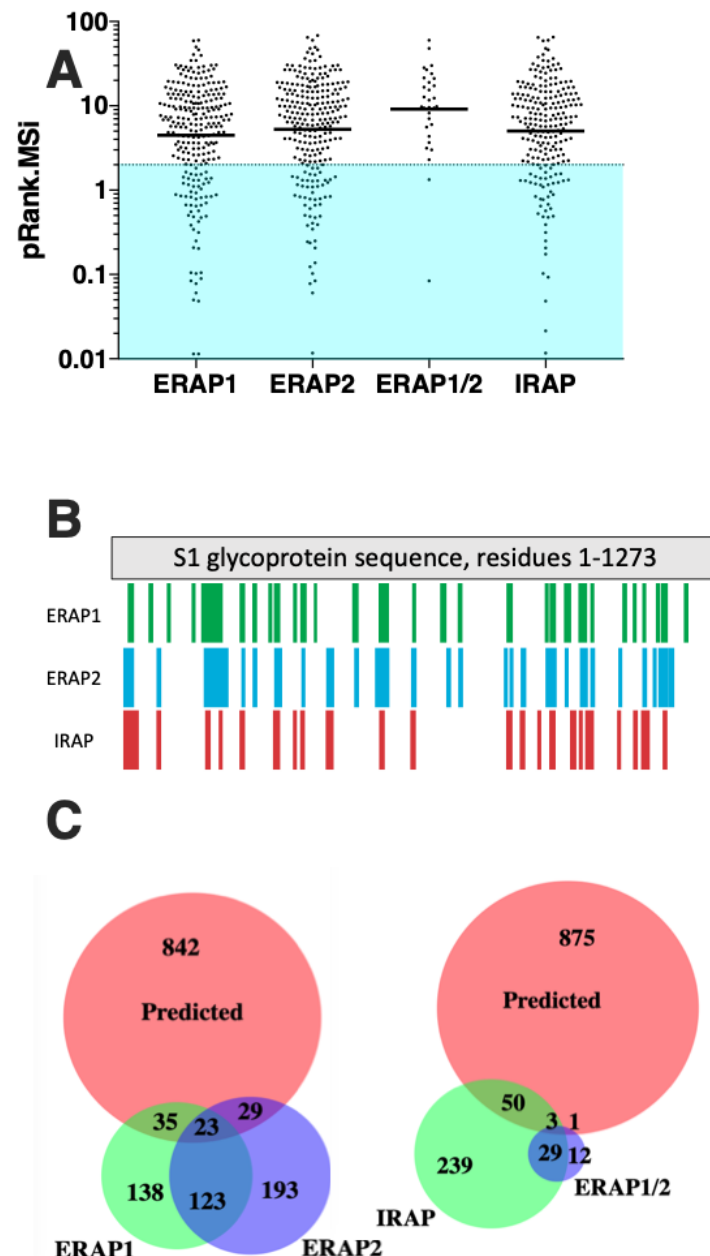 A
pRank.MSi
100
10
1
0.1
0.01
ERAP1 ERAP2 ERAP1/2 IRAP
B
S1 glycoprotein sequence, residues 1-1273
ERAP1
ERAP2
IRAP
C
842
Predicted
35 23 29
138 123 193
ERAP1 ERAP2
875
Predicted
50
3 1
239 29 12
ERAP1/2
IRAP